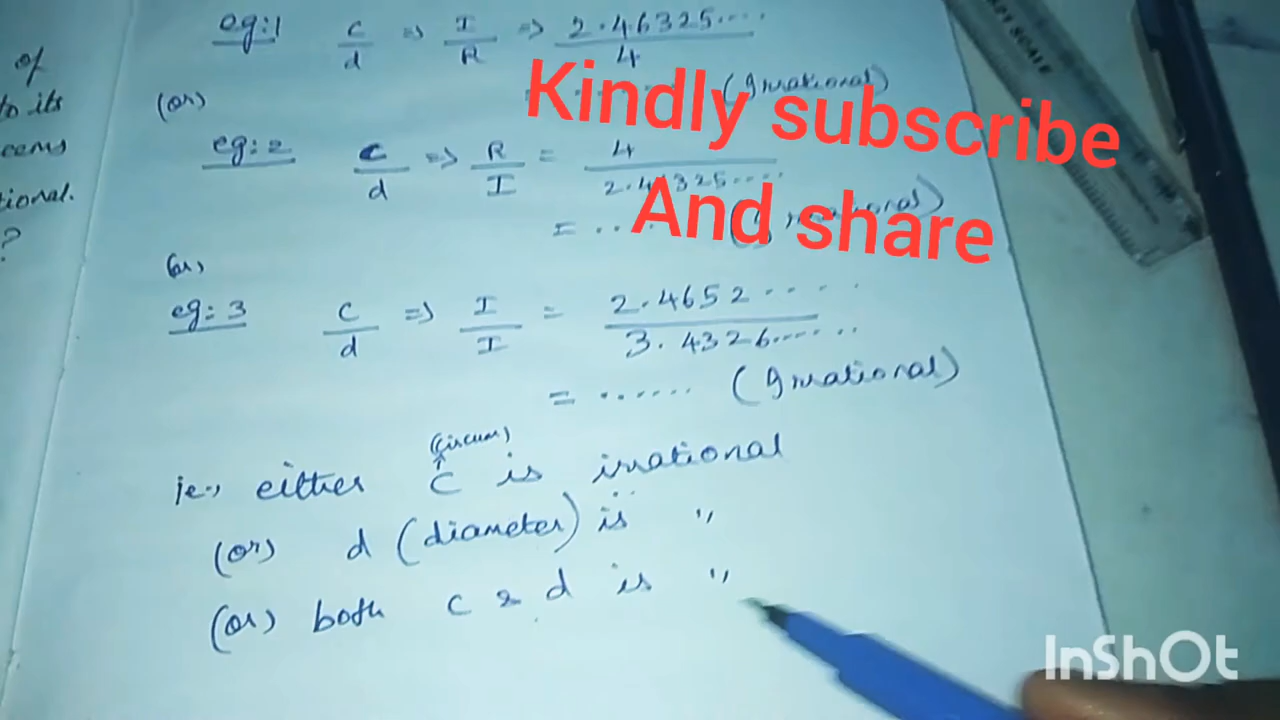 of
to its
eems
tional.
?
eg:1 C/d => I/R => 2.46325..../4
(or) (Irrational)
eg:2 C/d => R/I = 4/2.46325....
= ..
(or)
eg:3 C/d => I/I = 2.4652...../3.4326......
= ...... (Irrational)
(circum)
ie., either C is irrational
(or) d (diameter) is "
(or) both C & d is "
Kindly subscribe
And share
SCALE
InShOt